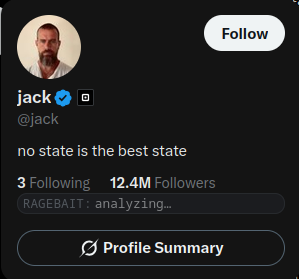 Follow
jack
@jack
no state is the best state
3 Following 12.4M Followers
RAGEBAIT: analyzing…
Profile Summary